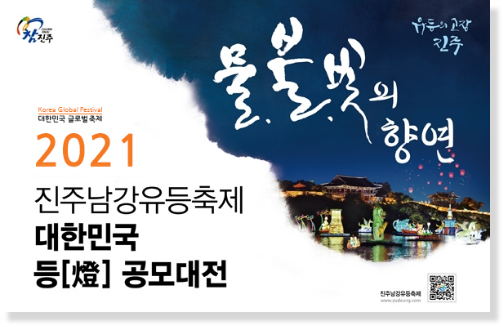 참진주
유등의 고장
진주
물, 불, 빛의
향연
Korea Global Festival
대한민국 글로벌 축제
2021
진주남강유등축제
대한민국
등[燈] 공모대전
진주남강유등축제
www.yudeung.com